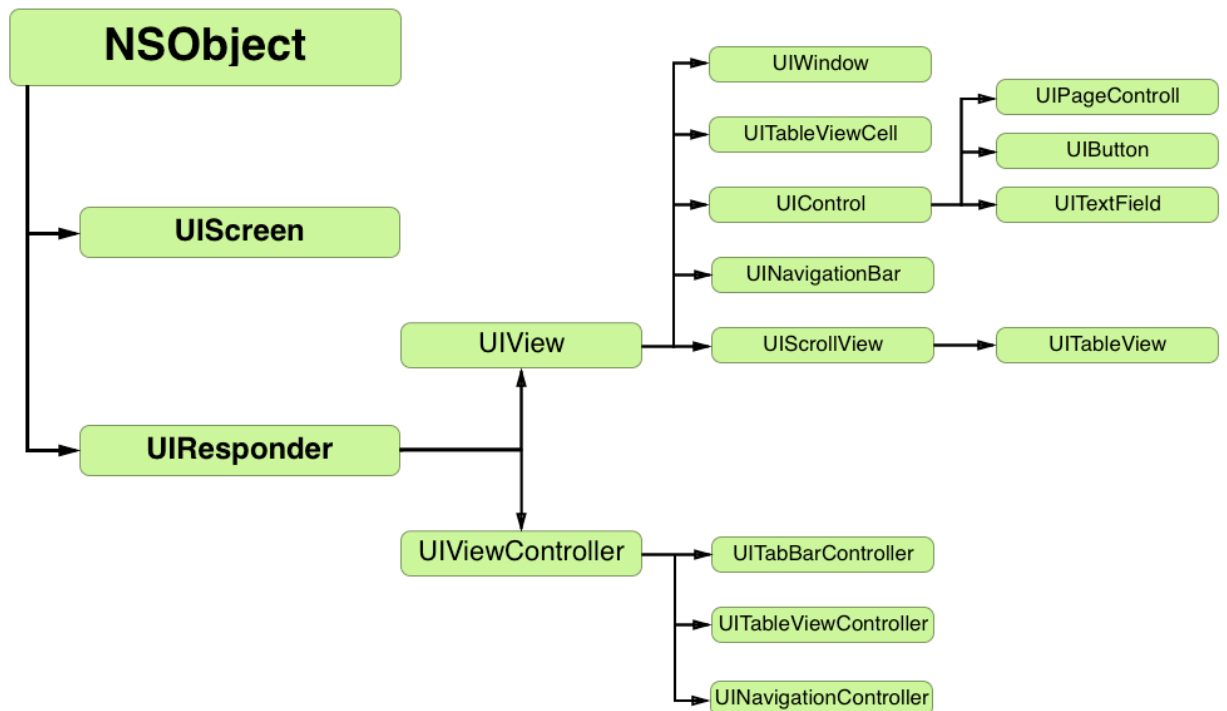 NSObject
UIWindow
UIPageControll
UITableViewCell
UIButton
UIControl
UITextField
UIScreen
UINavigationBar
UIView
UIScrollView
UITableView
UIResponder
UIViewController
UITabBarController
UITableViewController
UINavigationController